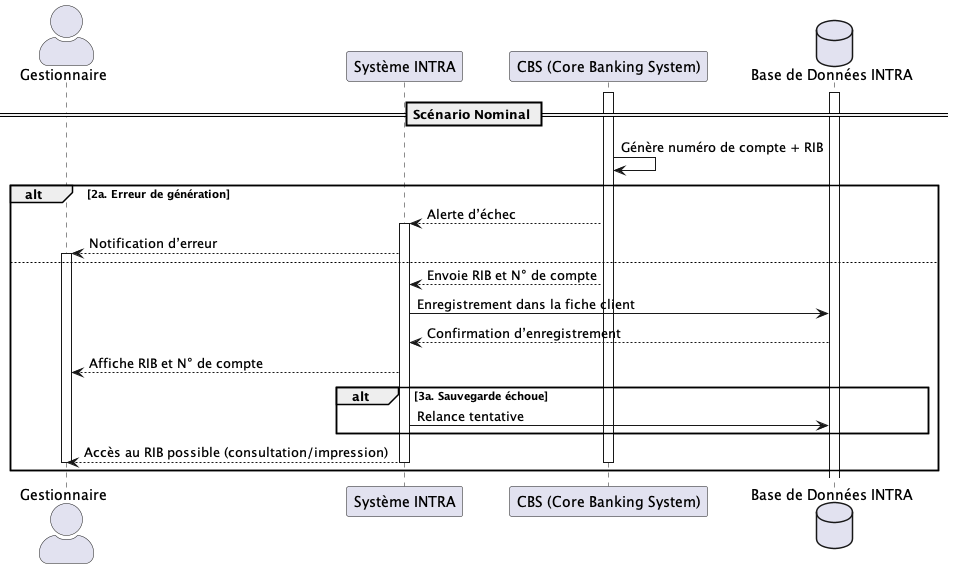 Gestionnaire
Système INTRA
CBS (Core Banking System)
Base de Données INTRA
Scénario Nominal
Génère numéro de compte + RIB
alt
[2a. Erreur de génération]
Alerte d'échec
Notification d'erreur
Envoie RIB et N° de compte
Enregistrement dans la fiche client
Confirmation d'enregistrement
Affiche RIB et N° de compte
alt
[3a. Sauvegarde échoue]
Relance tentative
Accès au RIB possible (consultation/impression)
Gestionnaire
Système INTRA
CBS (Core Banking System)
Base de Données INTRA